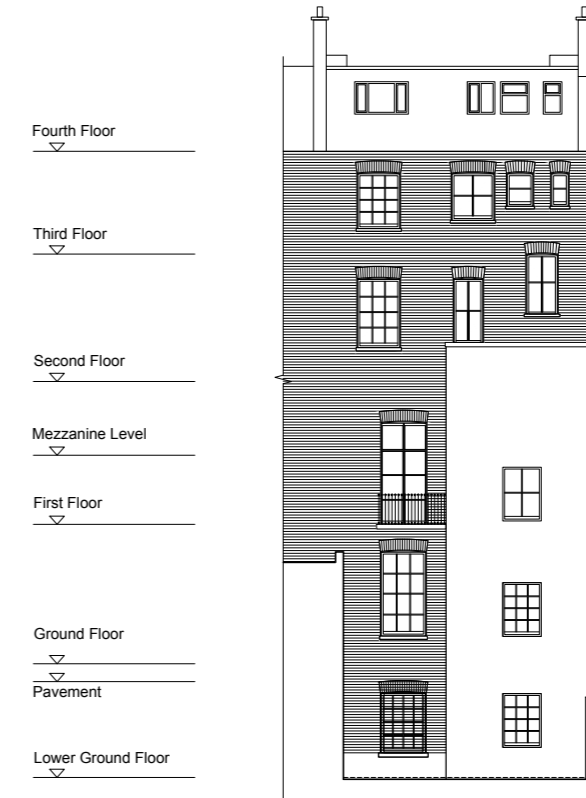 Fourth Floor
Third Floor
Second Floor
Mezzanine Level
First Floor
Ground Floor
Pavement
Lower Ground Floor